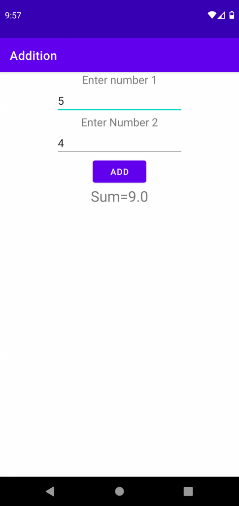 9:57
Addition
Enter number 1
5
Enter Number 2
4
ADD
Sum=9.0